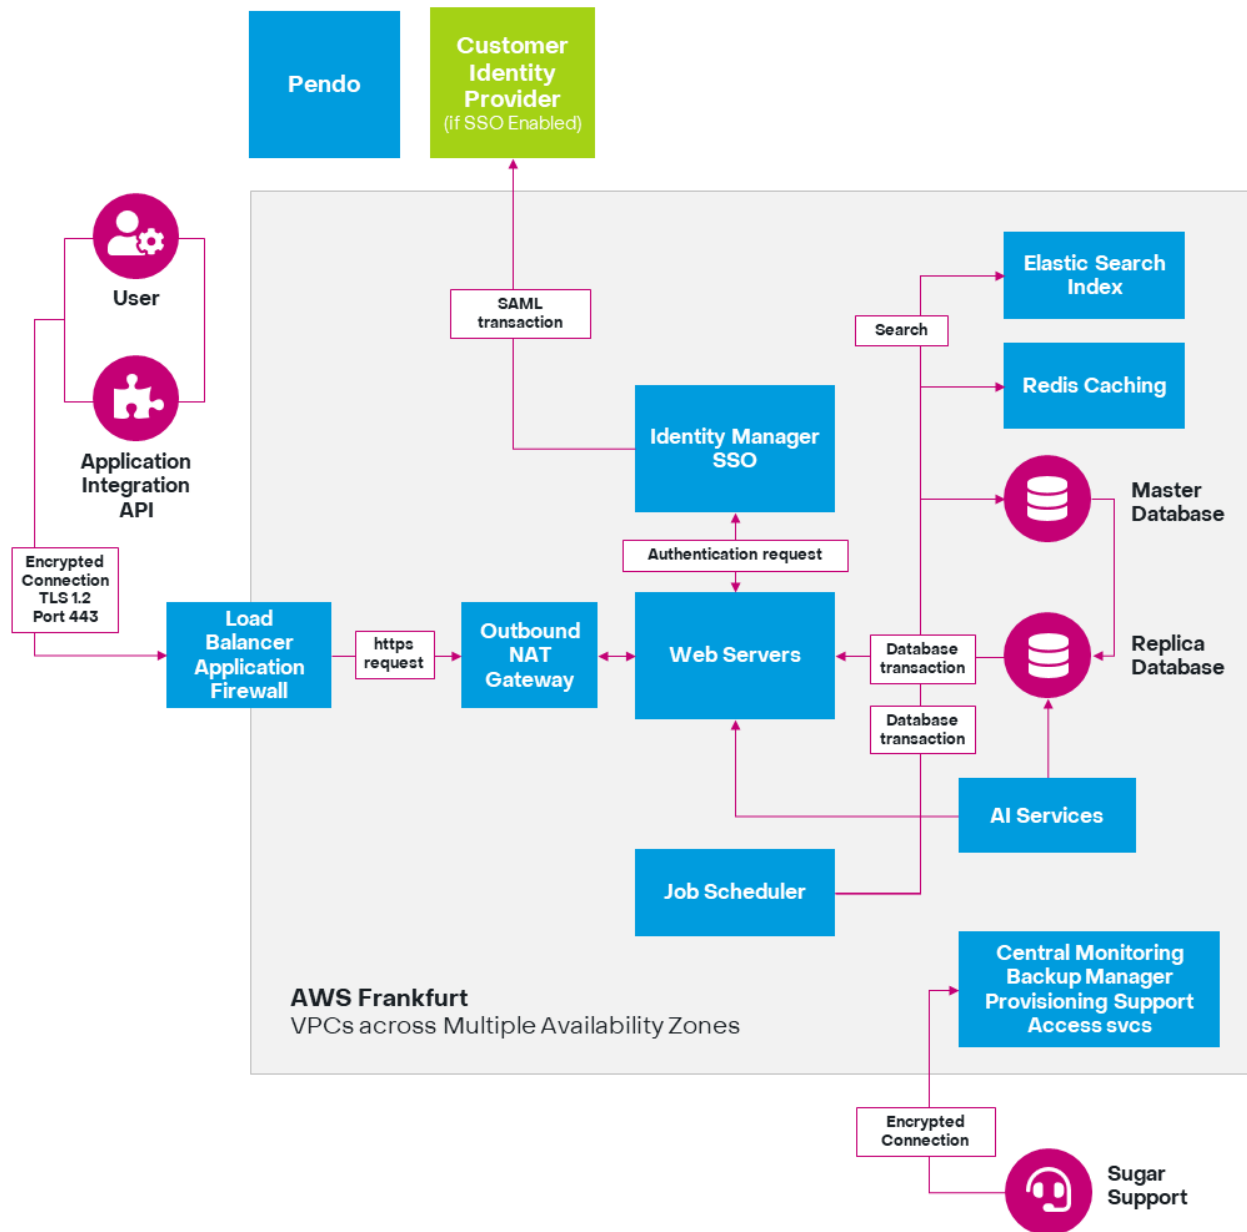 Pendo
Customer
Identity
Provider
(if SSO Enabled)
User
Application
Integration
API
Encrypted
Connection
TLS 1.2
Port 443
Load
Balancer
Application
Firewall
https
request
Outbound
NAT
Gateway
SAML
transaction
Identity Manager
SSO
Authentication request
Web Servers
Search
Elastic Search
Index
Redis Caching
Master
Database
Replica
Database
Database
transaction
Database
transaction
AI Services
Job Scheduler
Central Monitoring
Backup Manager
Provisioning Support
Access svcs
AWS Frankfurt
VPCs across Multiple Availability Zones
Encrypted
Connection
Sugar
Support